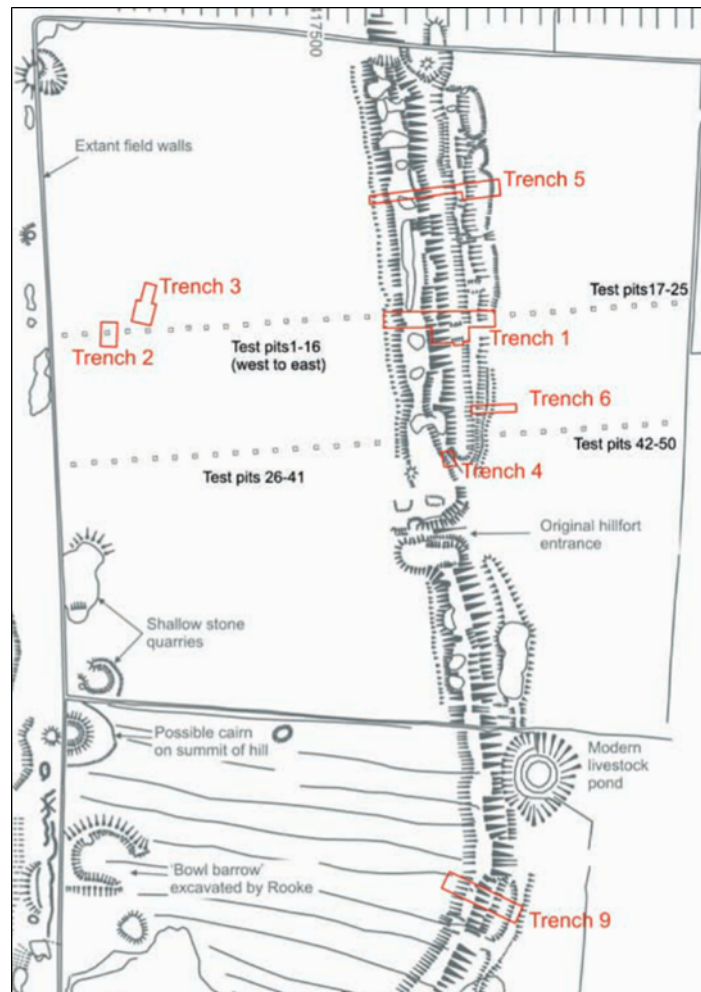 417500
Extant field walls
Trench 5
Trench 3
Test pits17-25
Trench 2
Test pits1-16
(west to east)
Trench 1
Trench 6
Test pits 42-50
Test pits 26-41
Trench 4
Original hillfort
entrance
Shallow stone
quarries
Possible cairn
on summit of hill
Modern
livestock
pond
'Bowl barrow'
excavated by Rooke
Trench 9